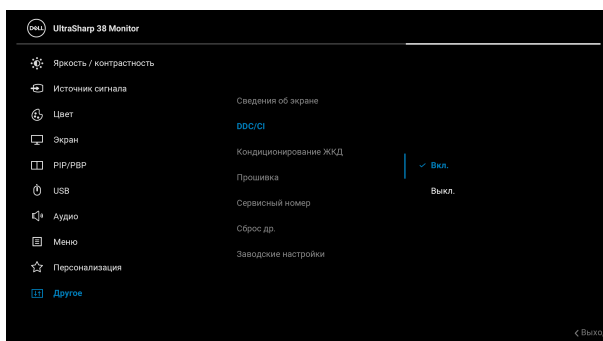 DELL
UltraSharp 38 Monitor
Яркость / контрастность
Источник сигнала
Цвет
Экран
PIP/PBP
USB
Аудио
Меню
Персонализация
Другое
Сведения об экране
DDC/CI
Кондиционирование ЖКД
Прошивка
Сервисный номер
Сброс др.
Заводские настройки
Вкл.
Выкл.
Выхо